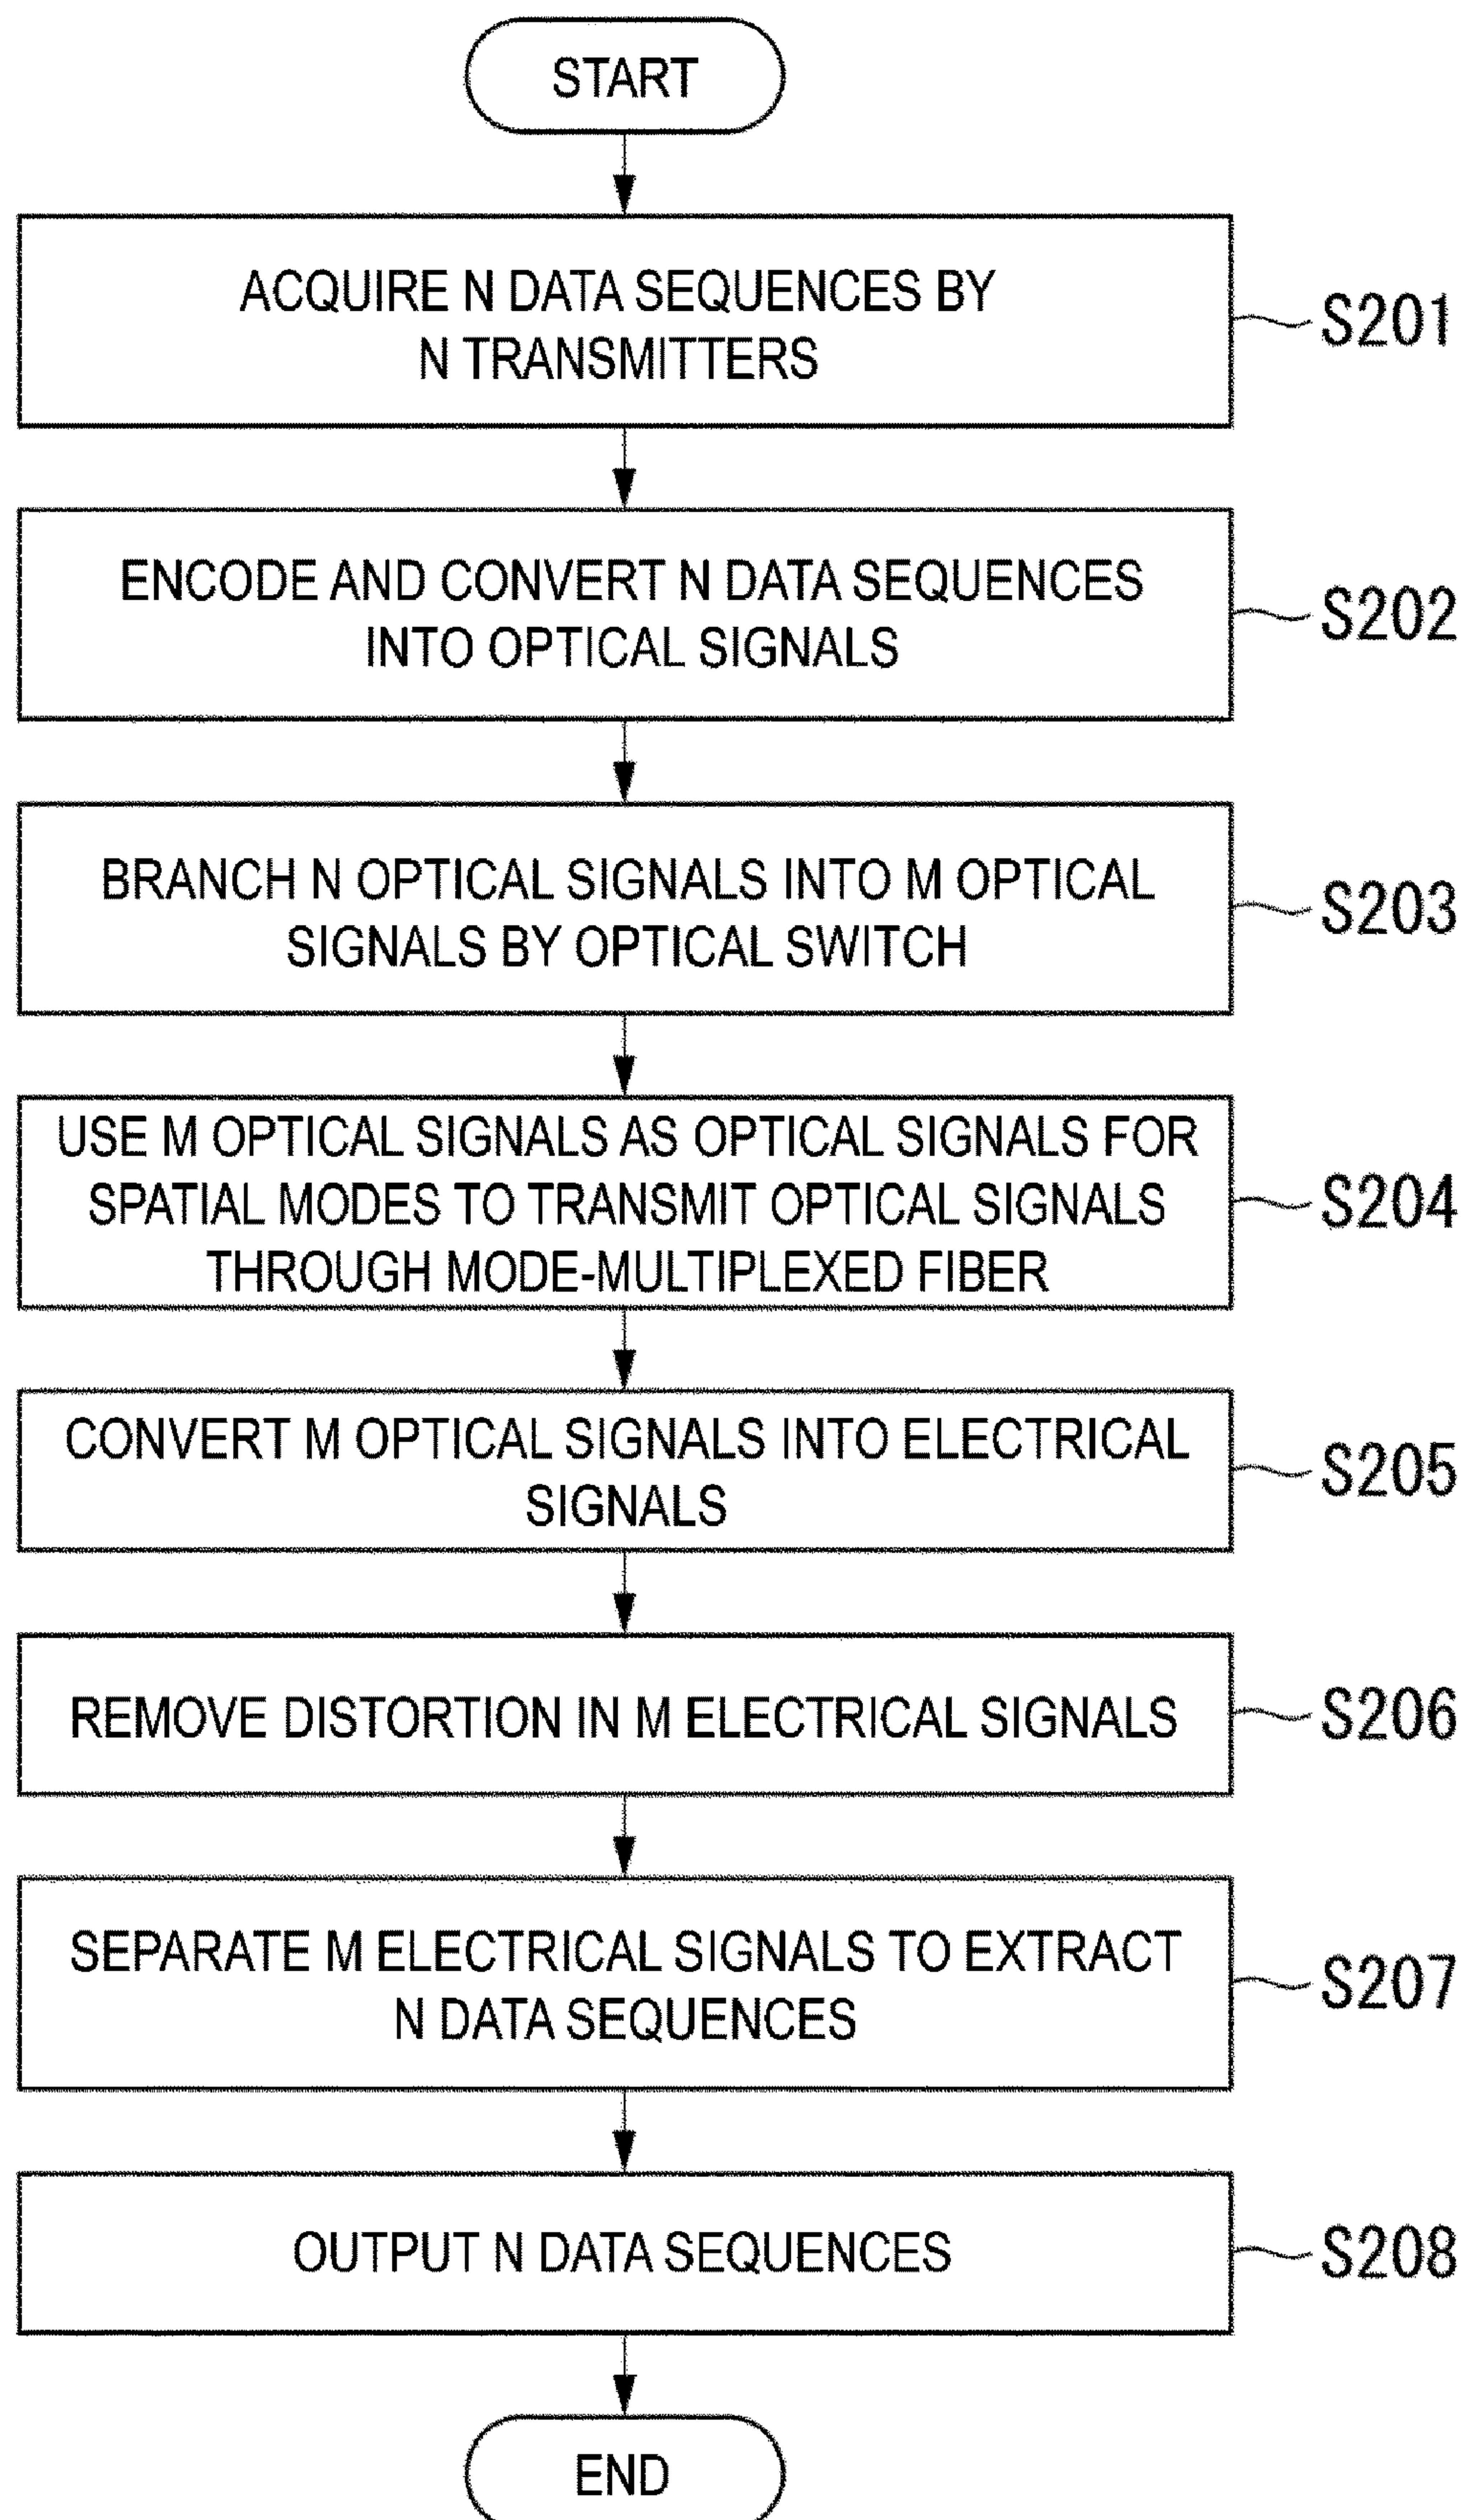 START
ACQUIRE N DATA SEQUENCES BY
N TRANSMITTERS
S201
ENCODE AND CONVERT N DATA SEQUENCES
INTO OPTICAL SIGNALS
S202
BRANCH N OPTICAL SIGNALS INTO M OPTICAL
SIGNALS BY OPTICAL SWITCH
S203
USE M OPTICAL SIGNALS AS OPTICAL SIGNALS FOR
SPATIAL MODES TO TRANSMIT OPTICAL SIGNALS
THROUGH MODE-MULTIPLEXED FIBER
S204
CONVERT M OPTICAL SIGNALS INTO ELECTRICAL
SIGNALS
S205
REMOVE DISTORTION IN M ELECTRICAL SIGNALS
S206
SEPARATE M ELECTRICAL SIGNALS TO EXTRACT
N DATA SEQUENCES
S207
OUTPUT N DATA SEQUENCES
S208
END